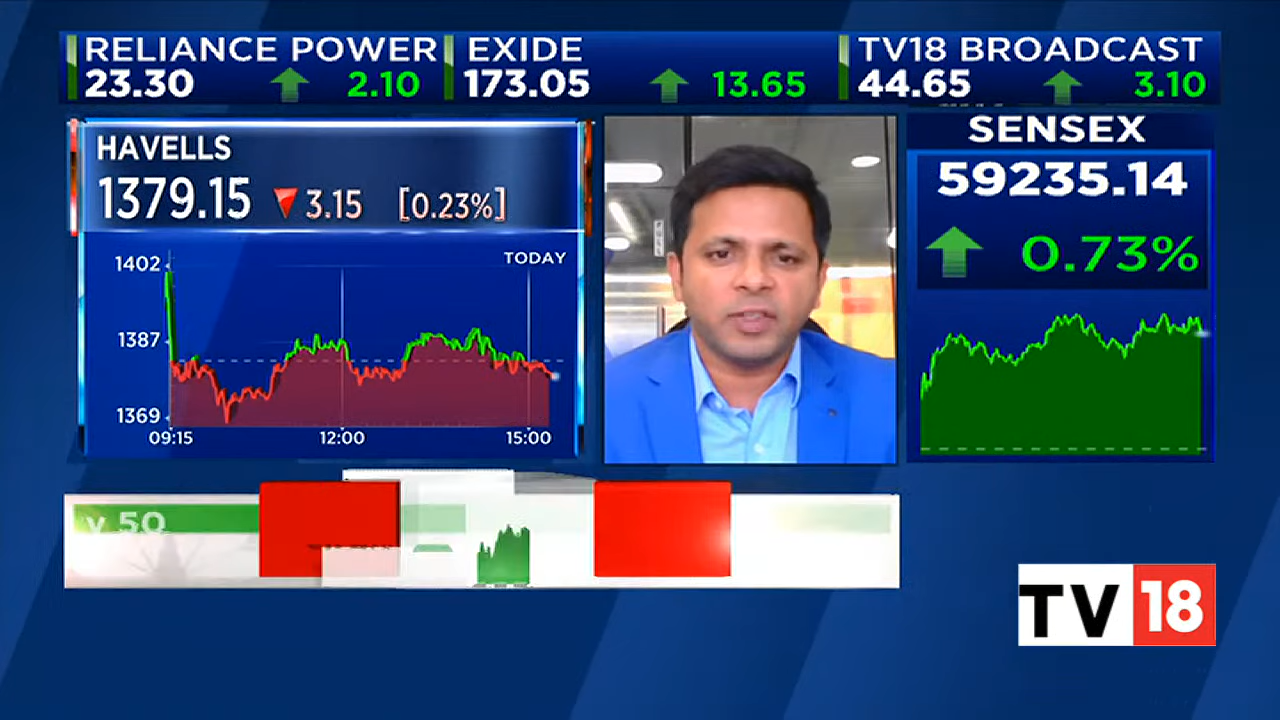 RELIANCE POWER
23.30 2.10
EXIDE
173.05 13.65
TV18 BROADCAST
44.65 3.10
HAVELLS
1379.15 3.15 [0.23%]
TODAY
1402
1387
1369
09:15 12:00 15:00
SENSEX
59235.14
0.73%
y 50
TV18